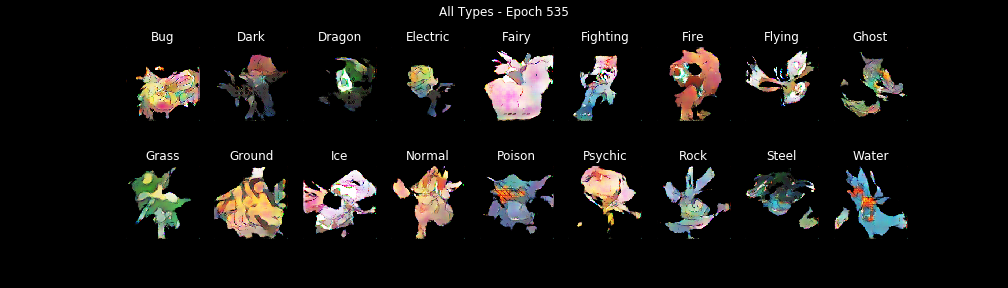 All Types - Epoch 535
Bug Dark Dragon Electric Fairy Fighting Fire Flying Ghost
Grass Ground Ice Normal Poison Psychic Rock Steel Water